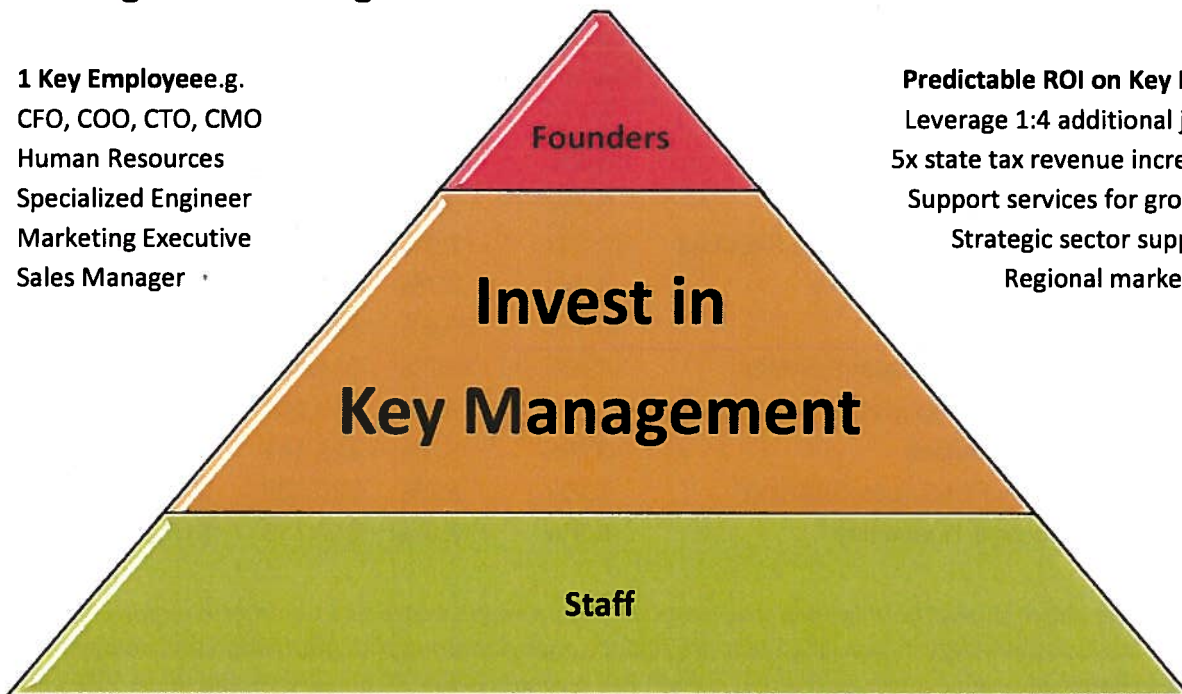 1 Key Employeee.g.
CFO, COO, CTO, CMO
Human Resources
Specialized Engineer
Marketing Executive
Sales Manager
Predictable ROI on Key
Leverage 1:4 additional
5x state tax revenue
Support services for
Strategic sector
Regional
Founders
Invest in
Key Management
Staff